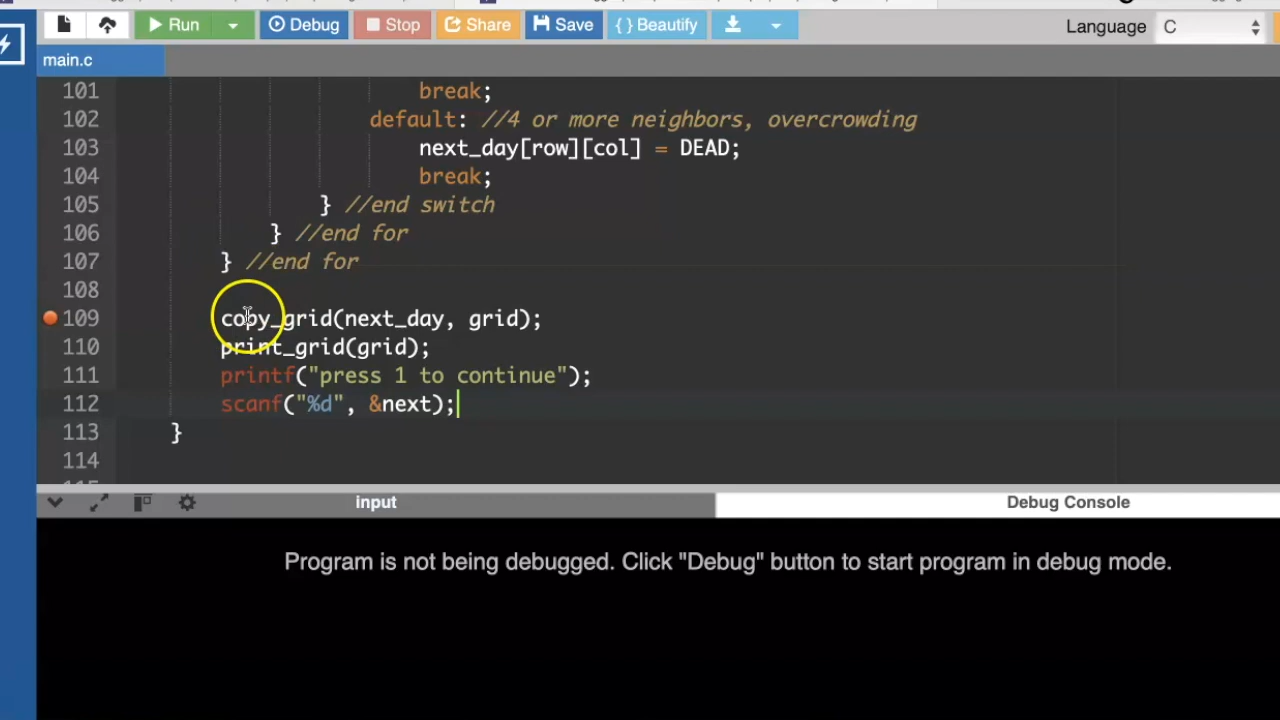 Run Debug Stop Share Save { } Beautify Language C
main.c
101 break;
102 default: //4 or more neighbors, overcrowding
103 next_day[row][col] = DEAD;
104 break;
105 } //end switch
106 } //end for
107 } //end for
108
109 copy_grid(next_day, grid);
110 print_grid(grid);
111 printf("press 1 to continue");
112 scanf("%d", &next);
113 }
114
input Debug Console
Program is not being debugged. Click "Debug" button to start program in debug mode.